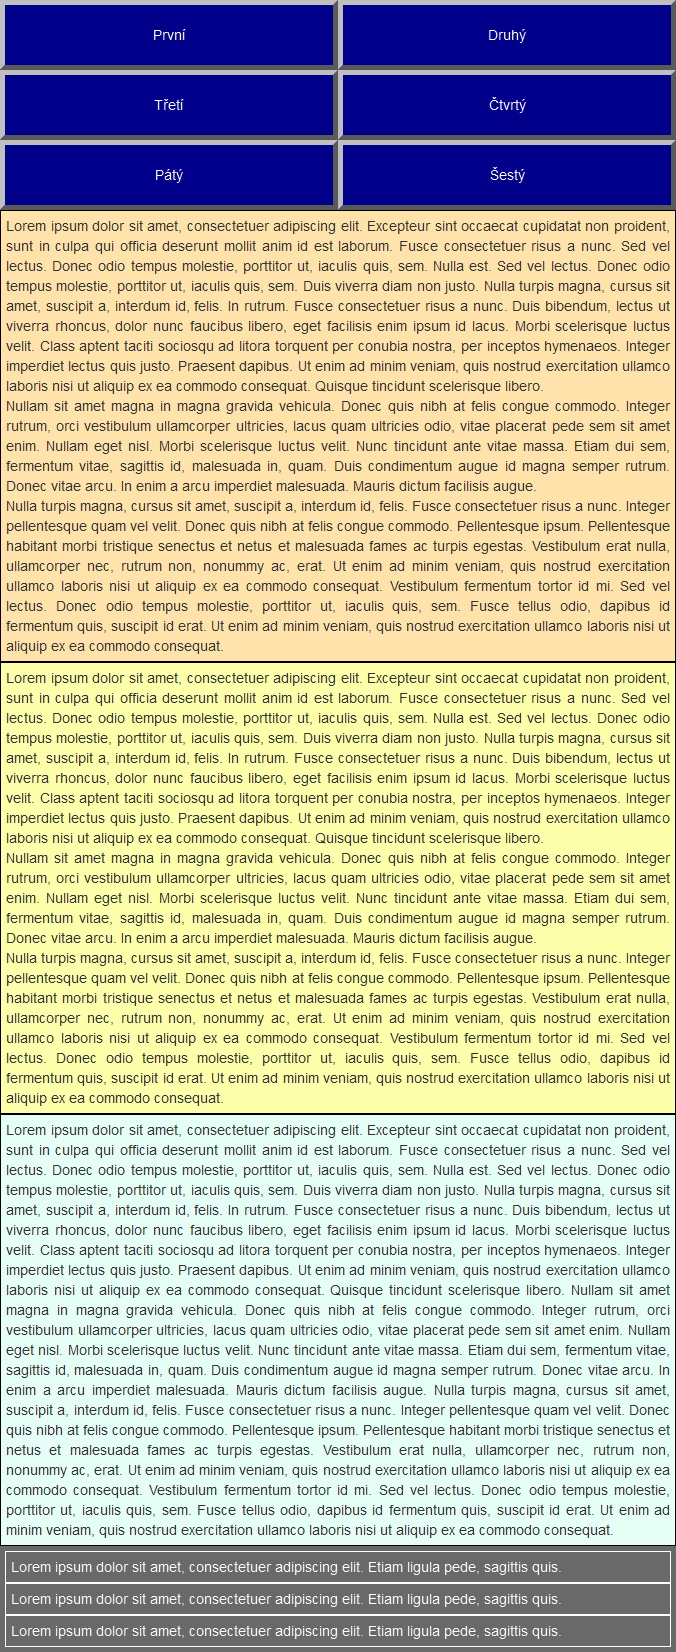 První
Druhý
Třetí
Čtvrtý
Pátý
Šestý
Lorem ipsum dolor sit amet, consectetuer adipiscing elit. Excepteur sint occaecat cupidatat non proident,
sunt in culpa qui officia deserunt mollit anim id est laborum. Fusce consectetuer risus a nunc. Sed vel
lectus. Donec odio tempus molestie, porttitor ut, iaculis quis, sem. Nulla est. Sed vel lectus. Donec odio
tempus molestie, porttitor ut, iaculis quis, sem. Duis viverra diam non justo. Nulla turpis magna, cursus sit
amet, suscipit a, interdum id, felis. In rutrum. Fusce consectetuer risus a nunc. Duis bibendum, lectus ut
viverra rhoncus, dolor nunc faucibus libero, eget facilisis enim ipsum id lacus. Morbi scelerisque luctus
velit. Class aptent taciti sociosqu ad litora torquent per conubia nostra, per inceptos hymenaeos. Integer
imperdiet lectus quis justo. Praesent dapibus. Ut enim ad minim veniam, quis nostrud exercitation ullamco
laboris nisi ut aliquip ex ea commodo consequat. Quisque tincidunt scelerisque libero.
Nullam sit amet magna in magna gravida vehicula. Donec quis nibh at felis congue commodo. Integer
rutrum, orci vestibulum ullamcorper ultricies, lacus quam ultricies odio, vitae placerat pede sem sit amet
enim. Nullam eget nisl. Morbi scelerisque luctus velit. Nunc tincidunt ante vitae massa. Etiam dui sem,
fermentum vitae, sagittis id, malesuada in, quam. Duis condimentum augue id magna semper rutrum.
Donec vitae arcu. In enim a arcu imperdiet malesuada. Mauris dictum facilisis augue.
Nulla turpis magna, cursus sit amet, suscipit a, interdum id, felis. Fusce consectetuer risus a nunc. Integer
pellentesque quam vel velit. Donec quis nibh at felis congue commodo. Pellentesque ipsum. Pellentesque
habitant morbi tristique senectus et netus et malesuada fames ac turpis egestas. Vestibulum erat nulla,
ullamcorper nec, rutrum non, nonummy ac, erat. Ut enim ad minim veniam, quis nostrud exercitation
ullamco laboris nisi ut aliquip ex ea commodo consequat. Vestibulum fermentum tortor id mi. Sed vel
lectus. Donec odio tempus molestie, porttitor ut, iaculis quis, sem. Fusce tellus odio, dapibus id
fermentum quis, suscipit id erat. Ut enim ad minim veniam, quis nostrud exercitation ullamco laboris nisi ut
aliquip ex ea commodo consequat.
Lorem ipsum dolor sit amet, consectetuer adipiscing elit. Excepteur sint occaecat cupidatat non proident,
sunt in culpa qui officia deserunt mollit anim id est laborum. Fusce consectetuer risus a nunc. Sed vel
lectus. Donec odio tempus molestie, porttitor ut, iaculis quis, sem. Nulla est. Sed vel lectus. Donec odio
tempus molestie, porttitor ut, iaculis quis, sem. Duis viverra diam non justo. Nulla turpis magna, cursus sit
amet, suscipit a, interdum id, felis. In rutrum. Fusce consectetuer risus a nunc. Duis bibendum, lectus ut
viverra rhoncus, dolor nunc faucibus libero, eget facilisis enim ipsum id lacus. Morbi scelerisque luctus
velit. Class aptent taciti sociosqu ad litora torquent per conubia nostra, per inceptos hymenaeos. Integer
imperdiet lectus quis justo. Praesent dapibus. Ut enim ad minim veniam, quis nostrud exercitation ullamco
laboris nisi ut aliquip ex ea commodo consequat. Quisque tincidunt scelerisque libero.
Nullam sit amet magna in magna gravida vehicula. Donec quis nibh at felis congue commodo. Integer
rutrum, orci vestibulum ullamcorper ultricies, lacus quam ultricies odio, vitae placerat pede sem sit amet
enim. Nullam eget nisl. Morbi scelerisque luctus velit. Nunc tincidunt ante vitae massa. Etiam dui sem,
fermentum vitae, sagittis id, malesuada in, quam. Duis condimentum augue id magna semper rutrum.
Donec vitae arcu. In enim a arcu imperdiet malesuada. Mauris dictum facilisis augue.
Nulla turpis magna, cursus sit amet, suscipit a, interdum id, felis. Fusce consectetuer risus a nunc. Integer
pellentesque quam vel velit. Donec quis nibh at felis congue commodo. Pellentesque ipsum. Pellentesque
habitant morbi tristique senectus et netus et malesuada fames ac turpis egestas. Vestibulum erat nulla,
ullamcorper nec, rutrum non, nonummy ac, erat. Ut enim ad minim veniam, quis nostrud exercitation
ullamco laboris nisi ut aliquip ex ea commodo consequat. Vestibulum fermentum tortor id mi. Sed vel
lectus. Donec odio tempus molestie, porttitor ut, iaculis quis, sem. Fusce tellus odio, dapibus id
fermentum quis, suscipit id erat. Ut enim ad minim veniam, quis nostrud exercitation ullamco laboris nisi ut
aliquip ex ea commodo consequat.
Lorem ipsum dolor sit amet, consectetuer adipiscing elit. Excepteur sint occaecat cupidatat non proident,
sunt in culpa qui officia deserunt mollit anim id est laborum. Fusce consectetuer risus a nunc. Sed vel
lectus. Donec odio tempus molestie, porttitor ut, iaculis quis, sem. Nulla est. Sed vel lectus. Donec odio
tempus molestie, porttitor ut, iaculis quis, sem. Duis viverra diam non justo. Nulla turpis magna, cursus sit
amet, suscipit a, interdum id, felis. In rutrum. Fusce consectetuer risus a nunc. Duis bibendum, lectus ut
viverra rhoncus, dolor nunc faucibus libero, eget facilisis enim ipsum id lacus. Morbi scelerisque luctus
velit. Class aptent taciti sociosqu ad litora torquent per conubia nostra, per inceptos hymenaeos. Integer
imperdiet lectus quis justo. Praesent dapibus. Ut enim ad minim veniam, quis nostrud exercitation ullamco
laboris nisi ut aliquip ex ea commodo consequat. Quisque tincidunt scelerisque libero. Nullam sit amet
magna in magna gravida vehicula. Donec quis nibh at felis congue commodo. Integer rutrum, orci
vestibulum ullamcorper ultricies, lacus quam ultricies odio, vitae placerat pede sem sit amet enim. Nullam
eget nisl. Morbi scelerisque luctus velit. Nunc tincidunt ante vitae massa. Etiam dui sem, fermentum vitae,
sagittis id, malesuada in, quam. Duis condimentum augue id magna semper rutrum. Donec vitae arcu. In
enim a arcu imperdiet malesuada. Mauris dictum facilisis augue. Nulla turpis magna, cursus sit amet,
suscipit a, interdum id, felis. Fusce consectetuer risus a nunc. Integer pellentesque quam vel velit. Donec
quis nibh at felis congue commodo. Pellentesque ipsum. Pellentesque habitant morbi tristique senectus et
netus et malesuada fames ac turpis egestas. Vestibulum erat nulla, ullamcorper nec, rutrum non,
nonummy ac, erat. Ut enim ad minim veniam, quis nostrud exercitation ullamco laboris nisi ut aliquip ex ea
commodo consequat. Vestibulum fermentum tortor id mi. Sed vel lectus. Donec odio tempus molestie,
porttitor ut, iaculis quis, sem. Fusce tellus odio, dapibus id fermentum quis, suscipit id erat. Ut enim ad
minim veniam, quis nostrud exercitation ullamco laboris nisi ut aliquip ex ea commodo consequat.
Lorem ipsum dolor sit amet, consectetuer adipiscing elit. Etiam ligula pede, sagittis quis.
Lorem ipsum dolor sit amet, consectetuer adipiscing elit. Etiam ligula pede, sagittis quis.
Lorem ipsum dolor sit amet, consectetuer adipiscing elit. Etiam ligula pede, sagittis quis.